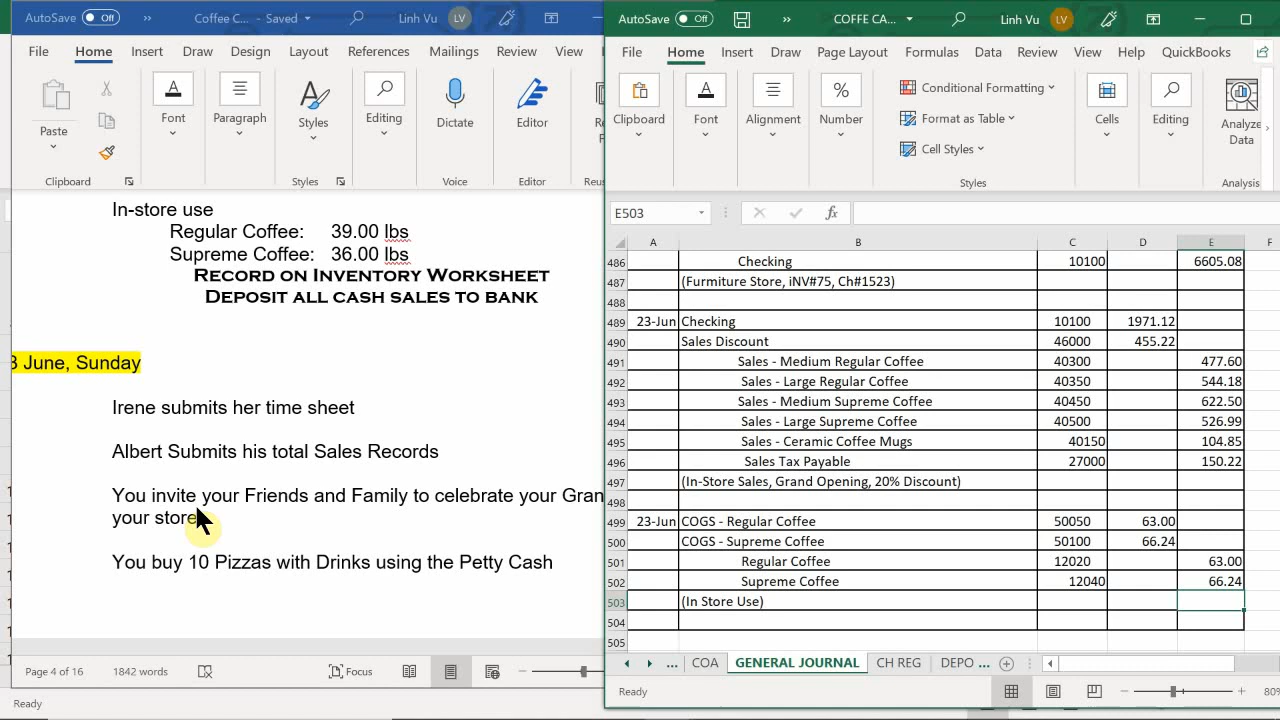 AutoSave Off Coffee C... - Saved Linh Vu LV
File Home Insert Draw Design Layout References Mailings Review View
Paste Font Paragraph Styles Editing Dictate Editor
Clipboard Styles Voice Editor
In-store use
Regular Coffee: 39.00 lbs
Supreme Coffee: 36.00 lbs
RECORD ON INVENTORY WORKSHEET
DEPOSIT ALL CASH SALES TO BANK
June, Sunday
Irene submits her time sheet
Albert Submits his total Sales Records
You invite your Friends and Family to celebrate your Gran
your store
You buy 10 Pizzas with Drinks using the Petty Cash
Page 4 of 16 1842 words Focus
Ready
AutoSave Off COFFE CA... Linh Vu LV
File Home Insert Draw Page Layout Formulas Data Review View Help QuickBooks
Clipboard Font Alignment Number Conditional Formatting Format as Table Cell Styles Cells Editing Analyze Data
Styles Analysis
E503 fx
A B C D E F
486 Checking 10100 6605.08
487 (Furmiture Store, iNV#75, Ch#1523)
488
489 23-Jun Checking 10100 1971.12
490 Sales Discount 46000 455.22
491 Sales - Medium Regular Coffee 40300 477.60
492 Sales - Large Regular Coffee 40350 544.18
493 Sales - Medium Supreme Coffee 40450 622.50
494 Sales - Large Supreme Coffee 40500 526.99
495 Sales - Ceramic Coffee Mugs 40150 104.85
496 Sales Tax Payable 27000 150.22
497 (In-Store Sales, Grand Opening, 20% Discount)
498
499 23-Jun COGS - Regular Coffee 50050 63.00
500 COGS - Supreme Coffee 50100 66.24
501 Regular Coffee 12020 63.00
502 Supreme Coffee 12040 66.24
503 (In Store Use)
504
505
... COA GENERAL JOURNAL CH REG DEPO ...
Ready 80%